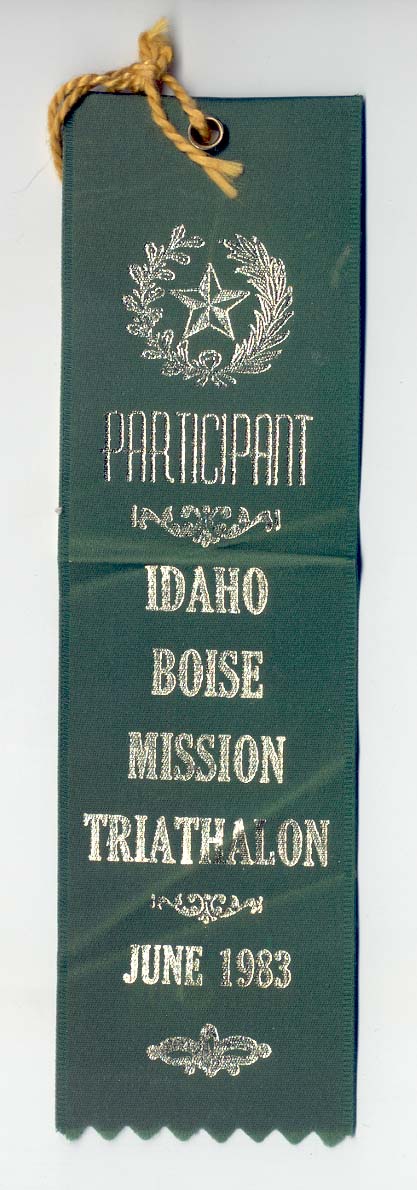 PARTICIPANT
IDAHO
BOISE
MISSION
TRIATHALON
JUNE 1983